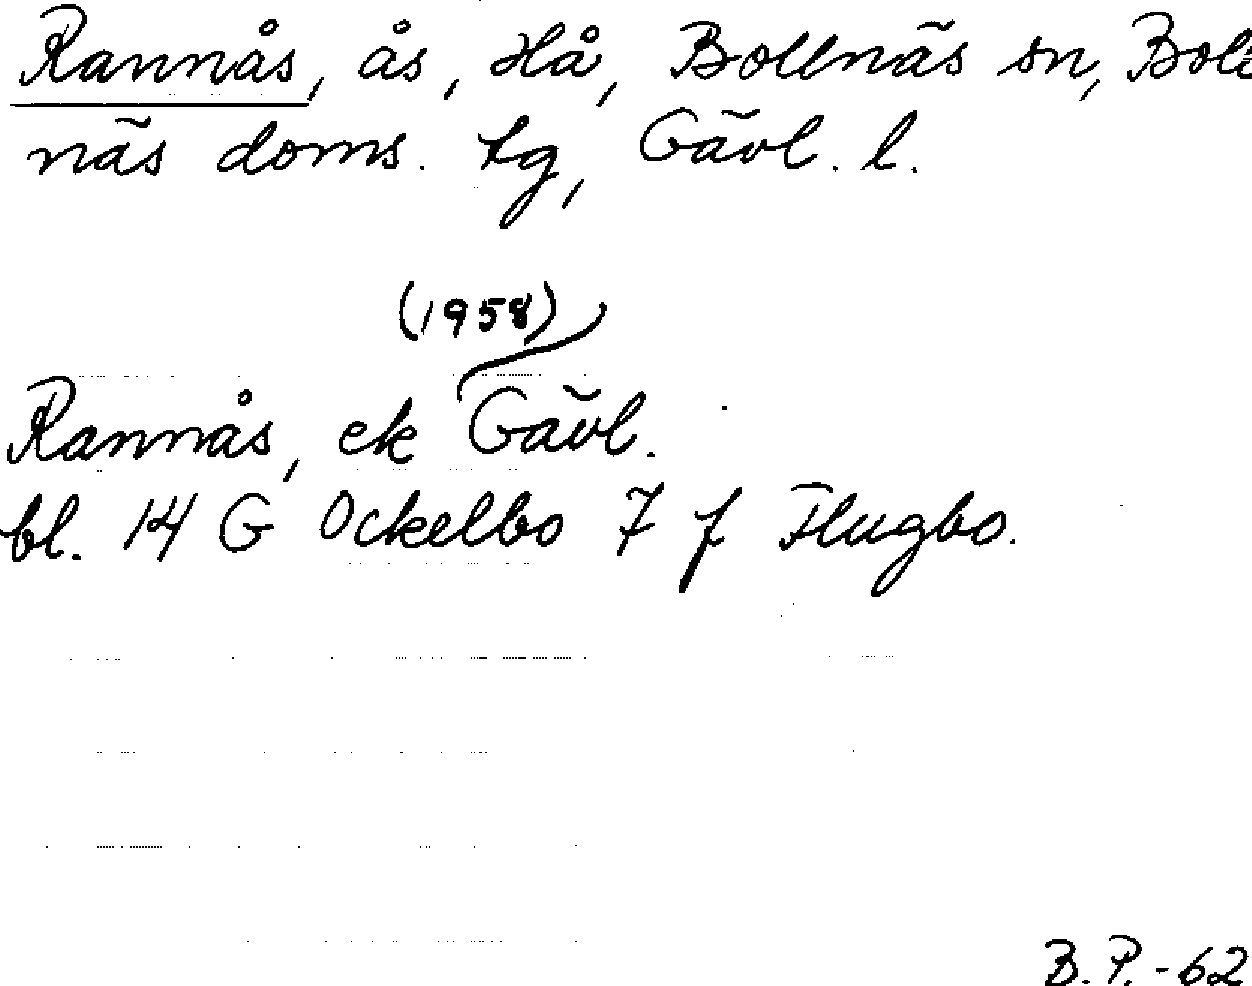 Rannås, ås, Hå, Bollnäs sn, Boll
näs doms. tg, Gävl. l.
(1958)
Rannås, ek Gävl.
bl. 14 G Ockelbo 7 f Flugbo.
B.P.-62